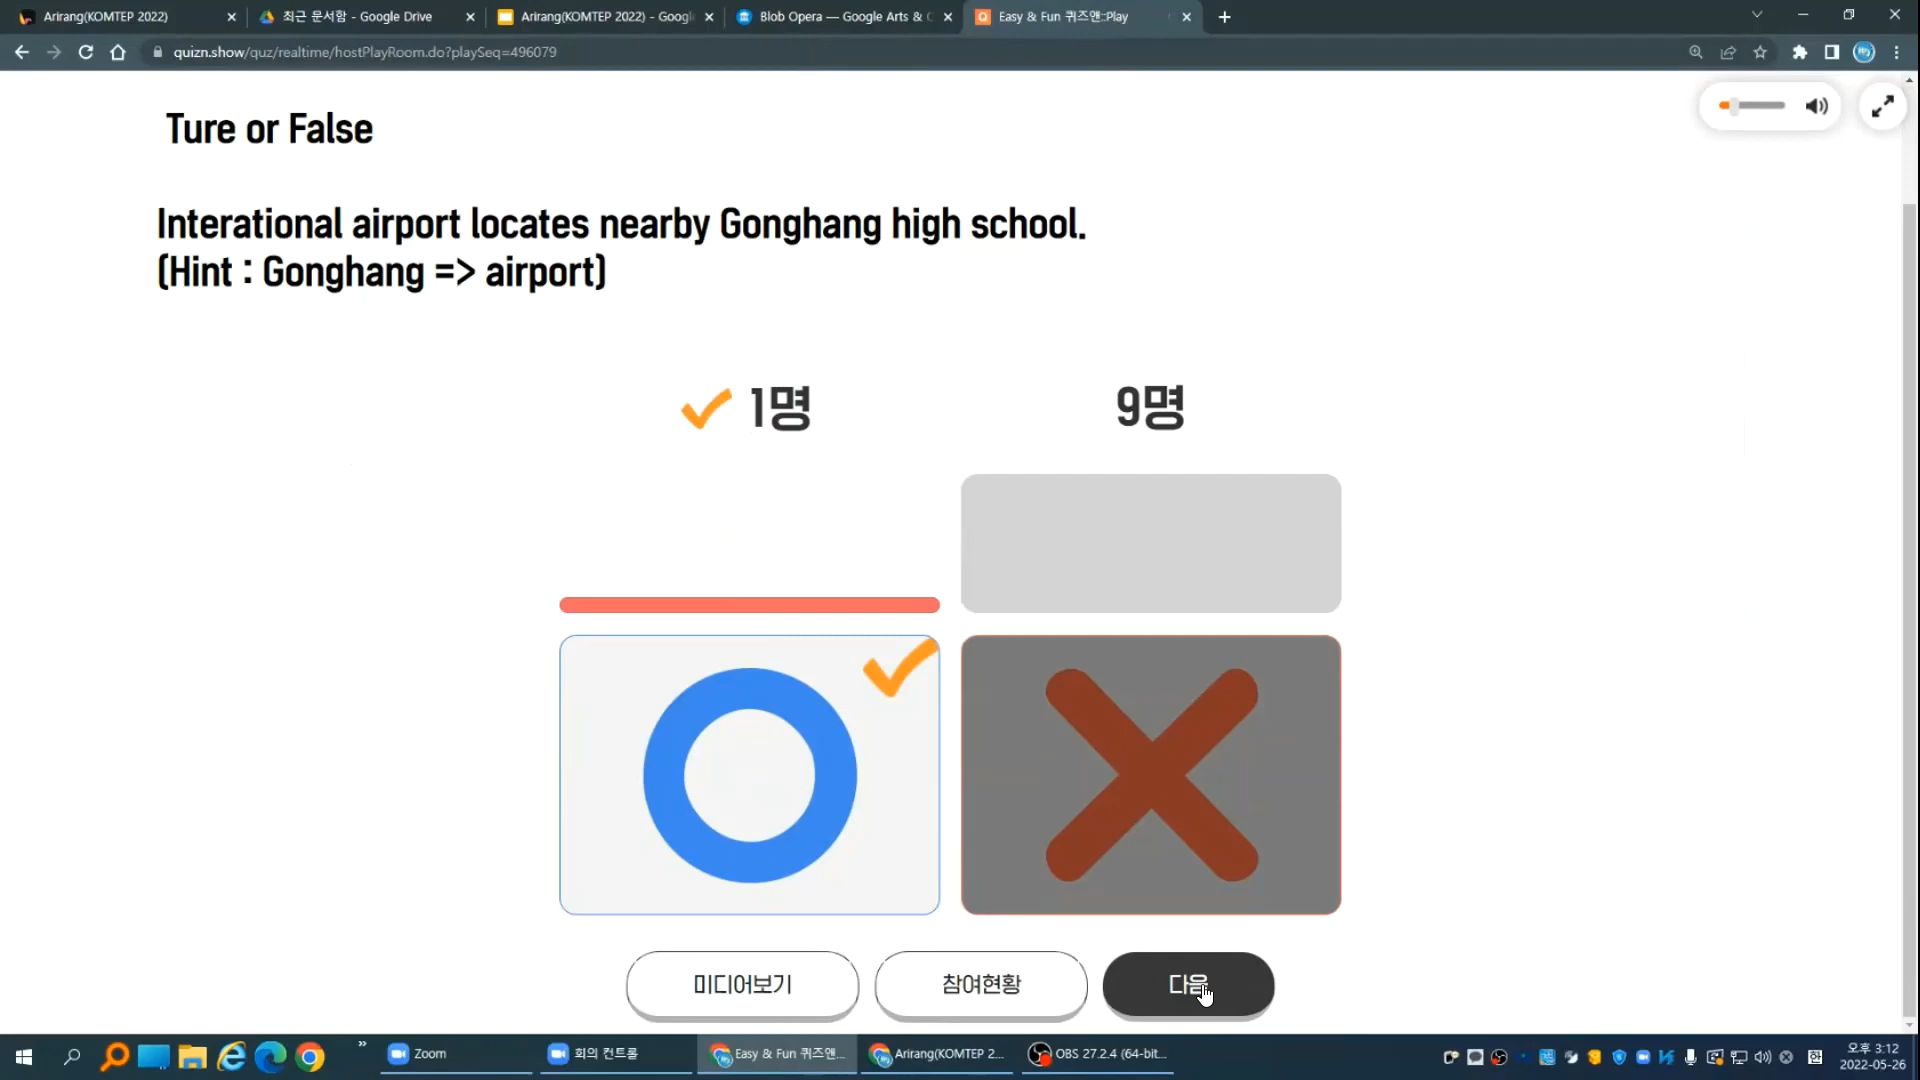 Arirang(KOMTEP 2022)
최근 문서함 - Google Drive
Arirang(KOMTEP 2022) - Googl
Blob Opera — Google Arts & C
Easy & Fun 퀴즈앤::Play
quizn.show/quz/realtime/hostPlayRoom.do?playSeq=496079
Ture or False
Interational airport locates nearby Gonghang high school.
(Hint : Gonghang => airport)
1명
9명
미디어보기
참여현황
다음
Zoom
회의 컨트롤
Easy & Fun 퀴즈앤...
Arirang(KOMTEP 2...
OBS 27.2.4 (64-bit...
오후 3:12
2022-05-26